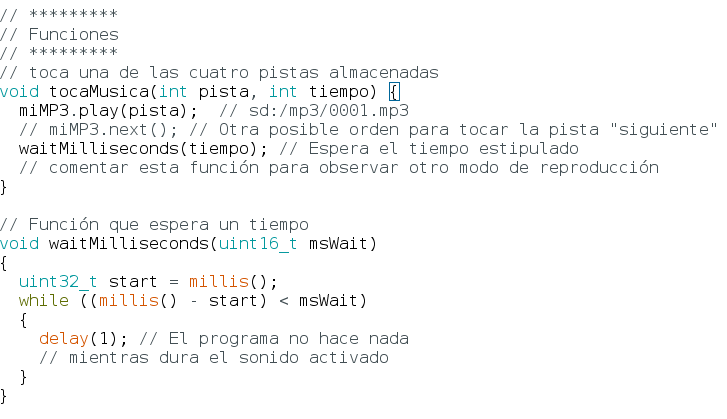 // *********
// Funciones
// *********
// toca una de las cuatro pistas almacenadas
void tocaMusica(int pista, int tiempo) {
  miMP3.play(pista);  // sd:/mp3/0001.mp3
  // miMP3.next(); // Otra posible orden para tocar la pista "siguiente"
  waitMilliseconds(tiempo); // Espera el tiempo estipulado
  // comentar esta función para observar otro modo de reproducción
}

// Función que espera un tiempo
void waitMilliseconds(uint16_t msWait)
{
  uint32_t start = millis();
  while ((millis() - start) < msWait)
  {
    delay(1); // El programa no hace nada
    // mientras dura el sonido activado
  }
}